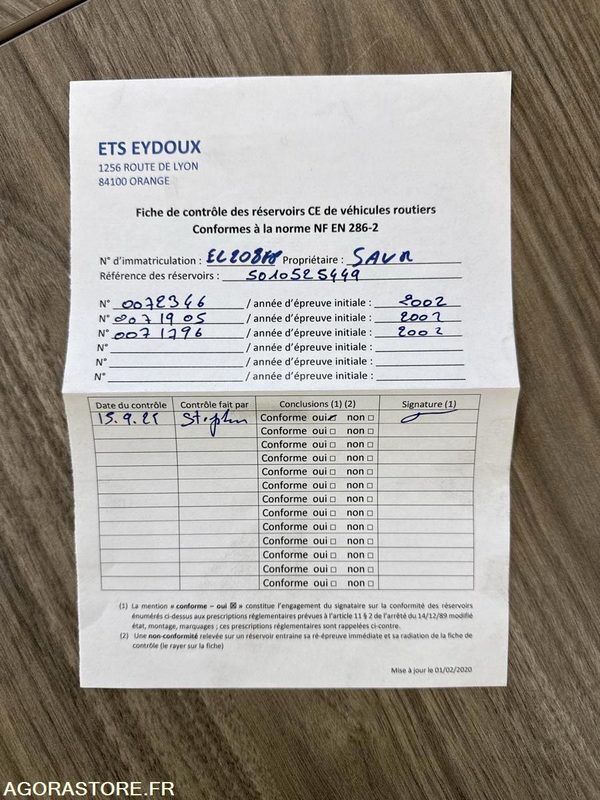 ETS EYDOUX
1256 ROUTE DE LYON
84100 ORANGE
Fiche de contrôle des réservoirs CE de véhicules routiers
Conformes à la norme NF EN 286-2
N° d'immatriculation : Propriétaire : SAUR
Référence des réservoirs : 5010525449
N° 0072346 / année d'épreuve initiale : 2002
N° 0071905 / année d'épreuve initiale : 2002
N° 0071796 / année d'épreuve initiale : 2002
N° / année d'épreuve initiale :
N° / année d'épreuve initiale :
N° / année d'épreuve initiale :
Date du contrôle Contrôle fait par Conclusions (1) (2) Signature (1)
15.9.21 Stephen Conforme oui ☑ non □
Conforme oui □ non □
Conforme oui □ non □
Conforme oui □ non □
Conforme oui □ non □
Conforme oui □ non □
Conforme oui □ non □
Conforme oui □ non □
Conforme oui □ non □
Conforme oui □ non □
Conforme oui □ non □
Conforme oui □ non □
Conforme oui □ non □
(1) La mention « conforme – oui ☒ » constitue l'engagement du signataire sur la conformité des réservoirs
énumérés ci-dessus aux prescriptions réglementaires prévues à l'article 11 § 2 de l'arrêté du 14/12/89 modifié
état, montage, marquages ; ces prescriptions réglementaires sont rappelées ci-contre.
(2) Une non-conformité relevée sur un réservoir entraine sa ré-épreuve immédiate et sa radiation de la fiche de
contrôle (le rayer sur la fiche)
Mise à jour le 01/02/2020
AGORASTORE.FR